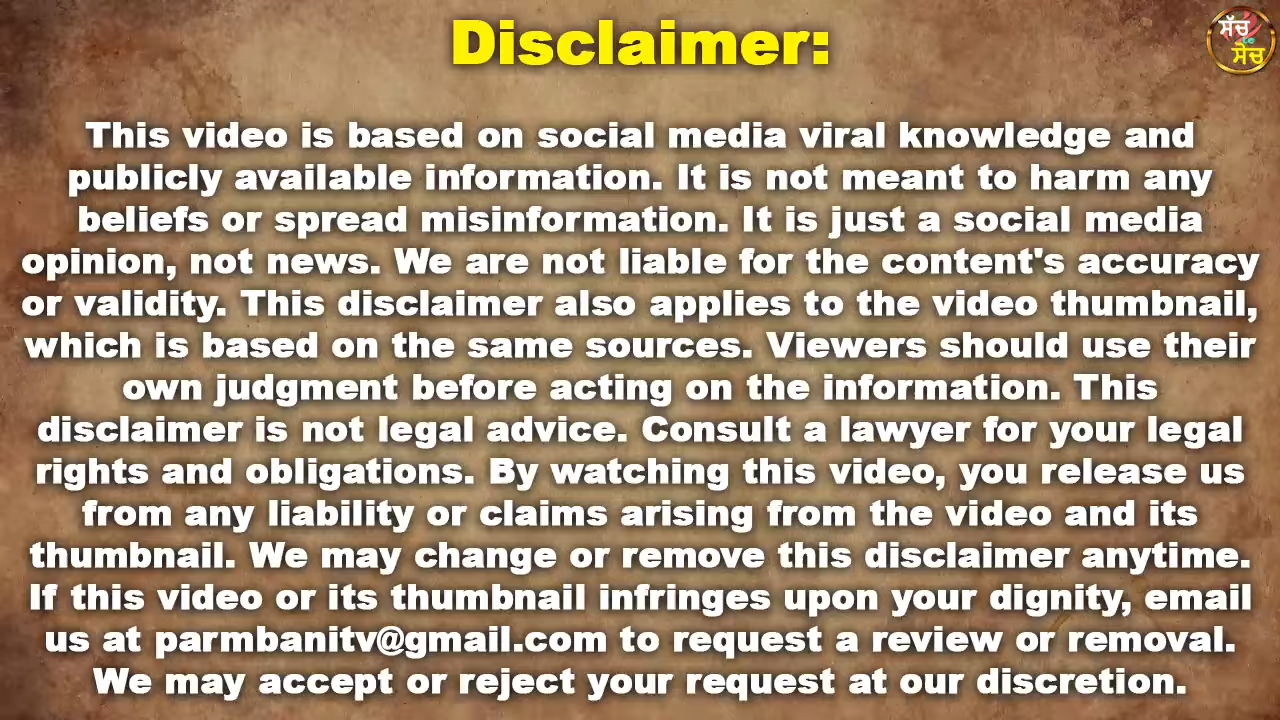 Disclaimer:
ਸੱਚ
ਸੋਚ
This video is based on social media viral knowledge and
publicly available information. It is not meant to harm any
beliefs or spread misinformation. It is just a social media
opinion, not news. We are not liable for the content's accuracy
or validity. This disclaimer also applies to the video thumbnail,
which is based on the same sources. Viewers should use their
own judgment before acting on the information. This
disclaimer is not legal advice. Consult a lawyer for your legal
rights and obligations. By watching this video, you release us
from any liability or claims arising from the video and its
thumbnail. We may change or remove this disclaimer anytime.
If this video or its thumbnail infringes upon your dignity, email
us at parmbanitv@gmail.com to request a review or removal.
We may accept or reject your request at our discretion.